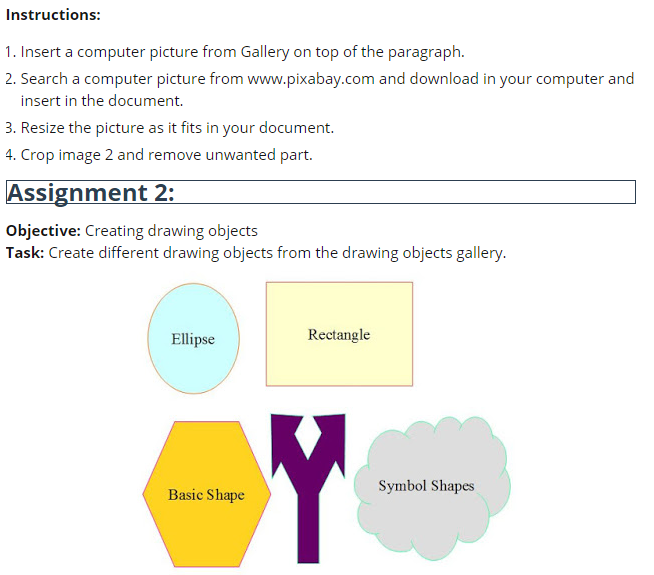 Instructions:
1. Insert a computer picture from Gallery on top of the paragraph.
2. Search a computer picture from www.pixabay.com and download in your computer and
insert in the document.
3. Resize the picture as it fits in your document.
4. Crop image 2 and remove unwanted part.
Assignment 2:
Objective: Creating drawing objects
Task: Create different drawing objects from the drawing objects gallery.
Ellipse
Rectangle
Basic Shape
Symbol Shapes